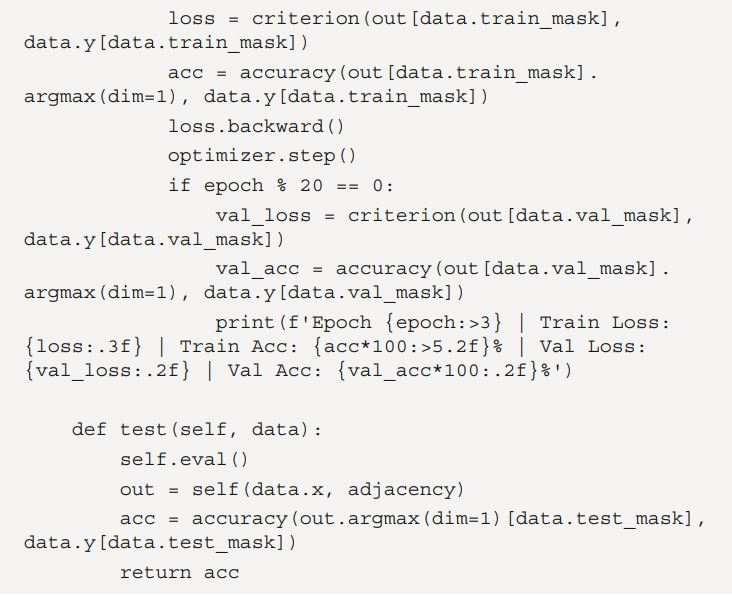 loss = criterion(out[data.train_mask],
data.y[data.train_mask])
            acc = accuracy(out[data.train_mask].
argmax(dim=1), data.y[data.train_mask])
            loss.backward()
            optimizer.step()
            if epoch % 20 == 0:
                val_loss = criterion(out[data.val_mask],
data.y[data.val_mask])
                val_acc = accuracy(out[data.val_mask].
argmax(dim=1), data.y[data.val_mask])
                print(f'Epoch {epoch:>3} | Train Loss:
{loss:.3f} | Train Acc: {acc*100:>5.2f}% | Val Loss:
{val_loss:.2f} | Val Acc: {val_acc*100:.2f}%')
    def test(self, data):
        self.eval()
        out = self(data.x, adjacency)
        acc = accuracy(out.argmax(dim=1)[data.test_mask],
data.y[data.test_mask])
        return acc